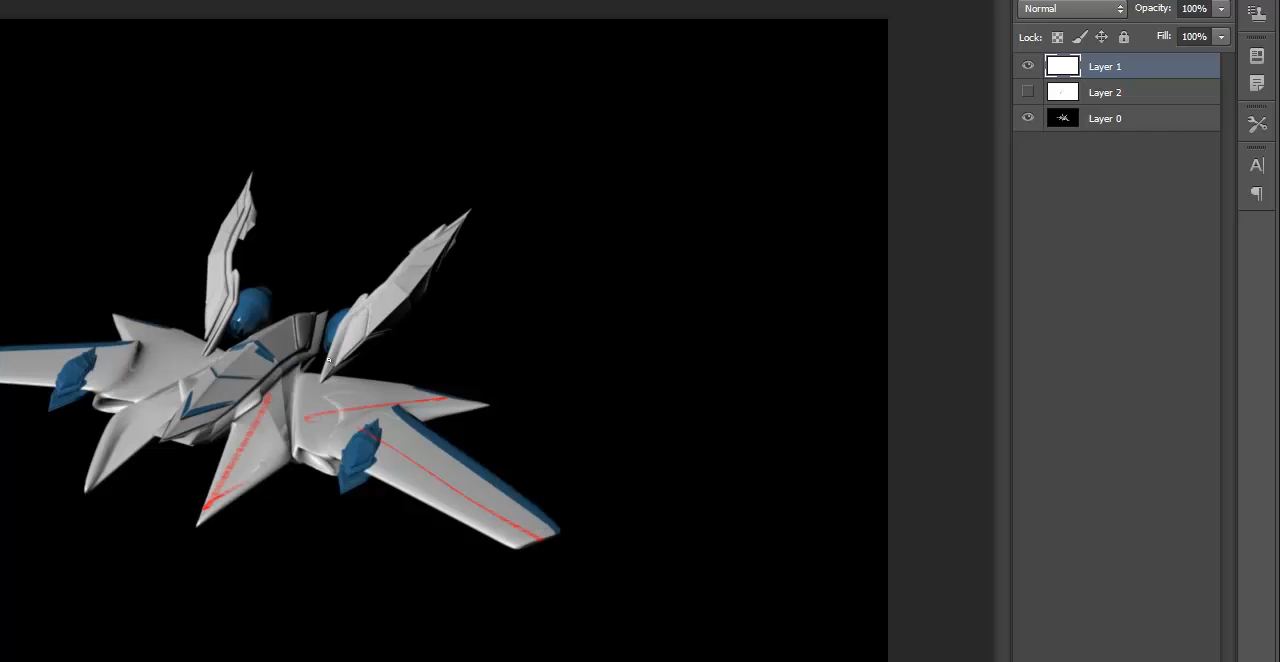 Normal Opacity: 100%
Lock: Fill: 100%
Layer 1
Layer 2
Layer 0